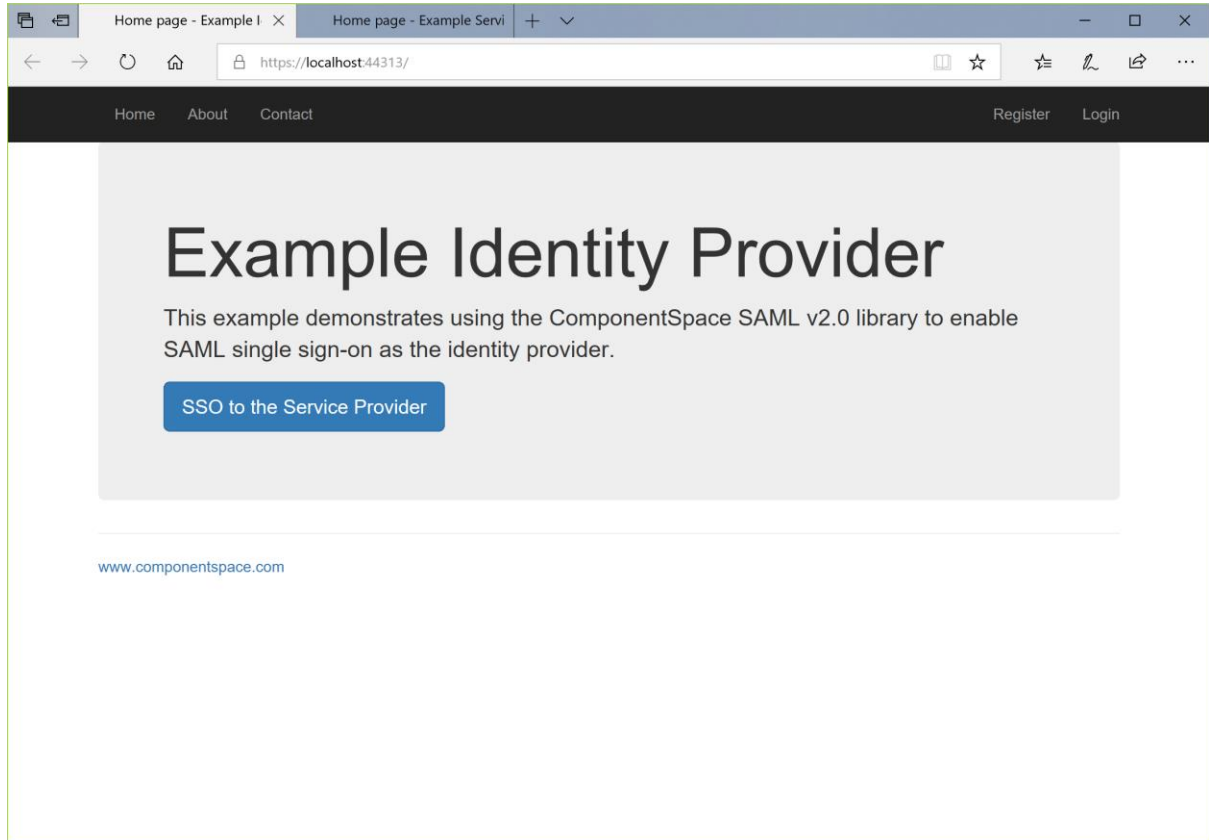 Home page - Example I
Home page - Example Servi
https://localhost:44313/
Home About Contact Register Login
Example Identity Provider
This example demonstrates using the ComponentSpace SAML v2.0 library to enable
SAML single sign-on as the identity provider.
SSO to the Service Provider
www.componentspace.com